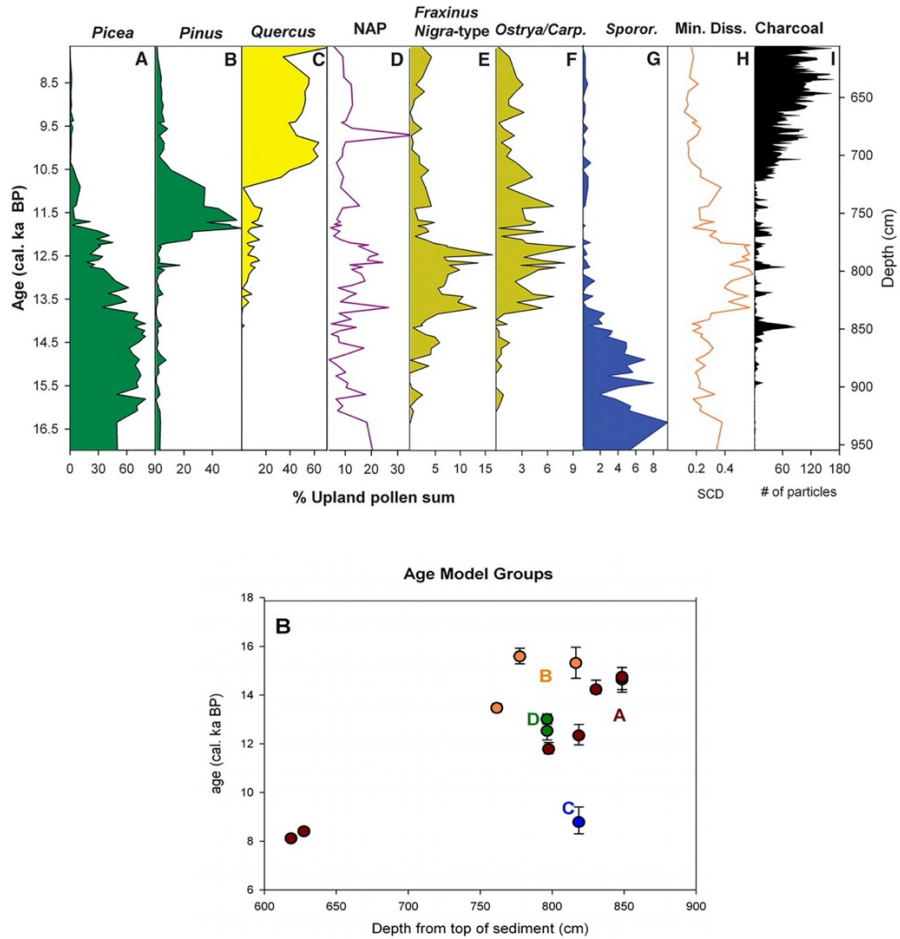 Picea
Pinus
Quercus
NAP
Fraxinus
Nigra-type
Ostrya/Carp.
Sporor.
Min. Diss.
Charcoal
A
B
C
D
E
F
G
H
I
8.5
9.5
10.5
11.5
12.5
13.5
14.5
15.5
16.5
Age (cal. ka BP)
650
700
750
800
850
900
950
Depth (cm)
0 30 60 90
20 40
20 40 60
10 20 30
5 10 15
3 6 9
2 4 6 8
0.2 0.4
60 120 180
% Upland pollen sum
SCD
# of particles
Age Model Groups
18
16
14
12
10
8
6
age (cal. ka BP)
B
B
D
A
C
600 650 700 750 800 850 900
Depth from top of sediment (cm)